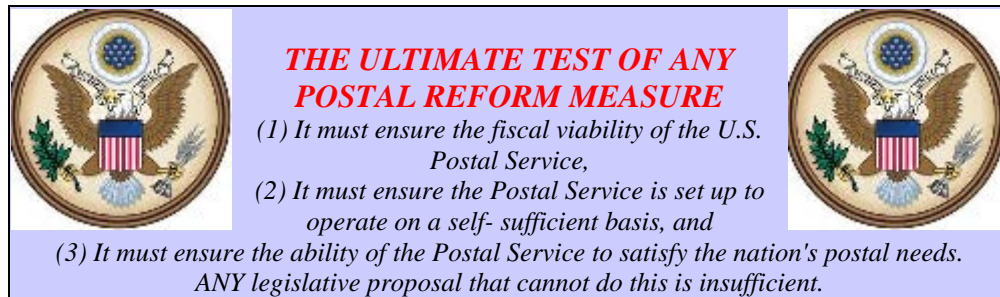 THE ULTIMATE TEST OF ANY
POSTAL REFORM MEASURE
(1) It must ensure the fiscal viability of the U.S.
Postal Service,
(2) It must ensure the Postal Service is set up to
operate on a self- sufficient basis, and
(3) It must ensure the ability of the Postal Service to satisfy the nation's postal needs.
ANY legislative proposal that cannot do this is insufficient.